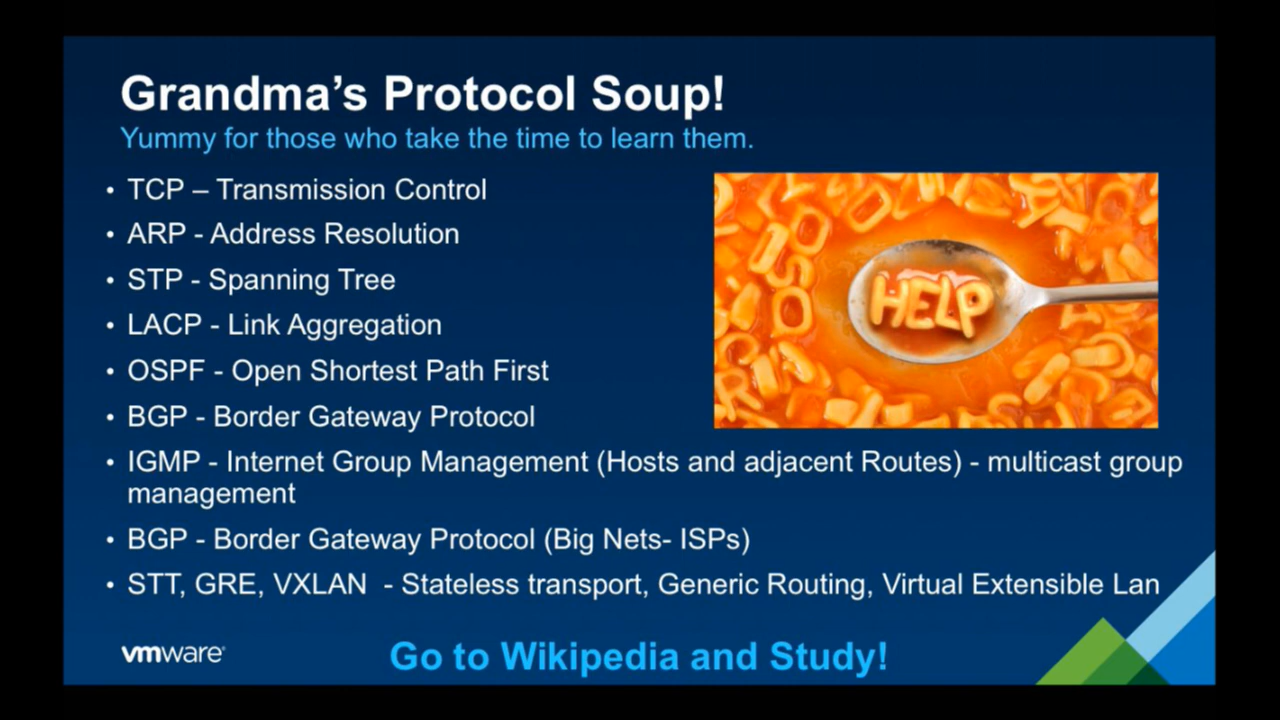 Grandma’s Protocol Soup!
Yummy for those who take the time to learn them.
• TCP – Transmission Control
• ARP - Address Resolution
• STP - Spanning Tree
• LACP - Link Aggregation
• OSPF - Open Shortest Path First
• BGP - Border Gateway Protocol
HELP
• IGMP - Internet Group Management (Hosts and adjacent Routes) - multicast group
management
• BGP - Border Gateway Protocol (Big Nets- ISPs)
• STT, GRE, VXLAN - Stateless transport, Generic Routing, Virtual Extensible Lan
vmware®
Go to Wikipedia and Study!